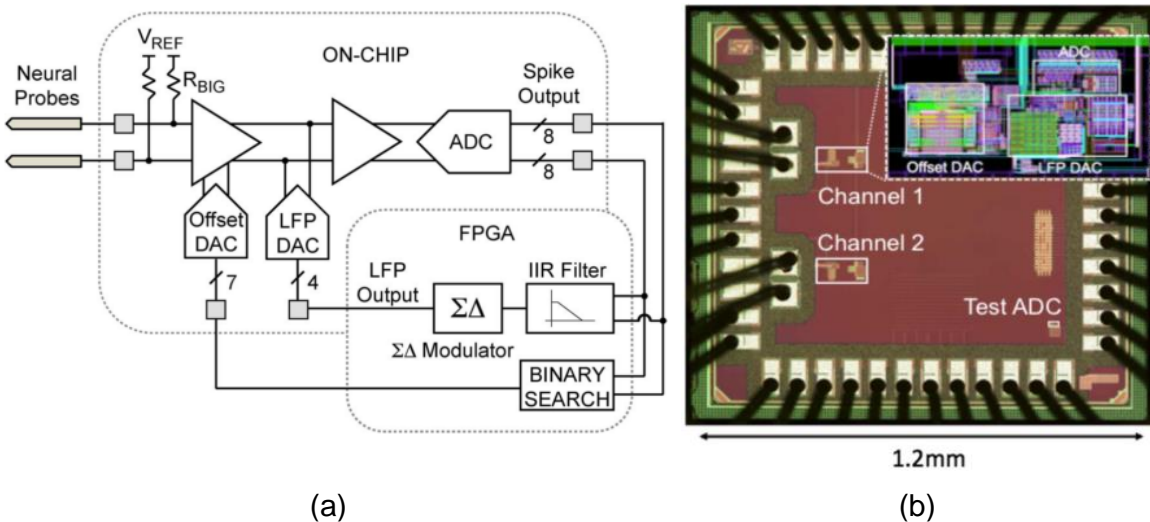 V_REF
ON-CHIP
Neural
Probes
R_BIG
Spike
Output
ADC
8
8
Offset
DAC
LFP
DAC
FPGA
7
4
LFP
Output
IIR Filter
ΣΔ
ΣΔ Modulator
BINARY
SEARCH
(a)
ADC
Offset DAC
LFP DAC
Channel 1
Channel 2
Test ADC
1.2mm
(b)